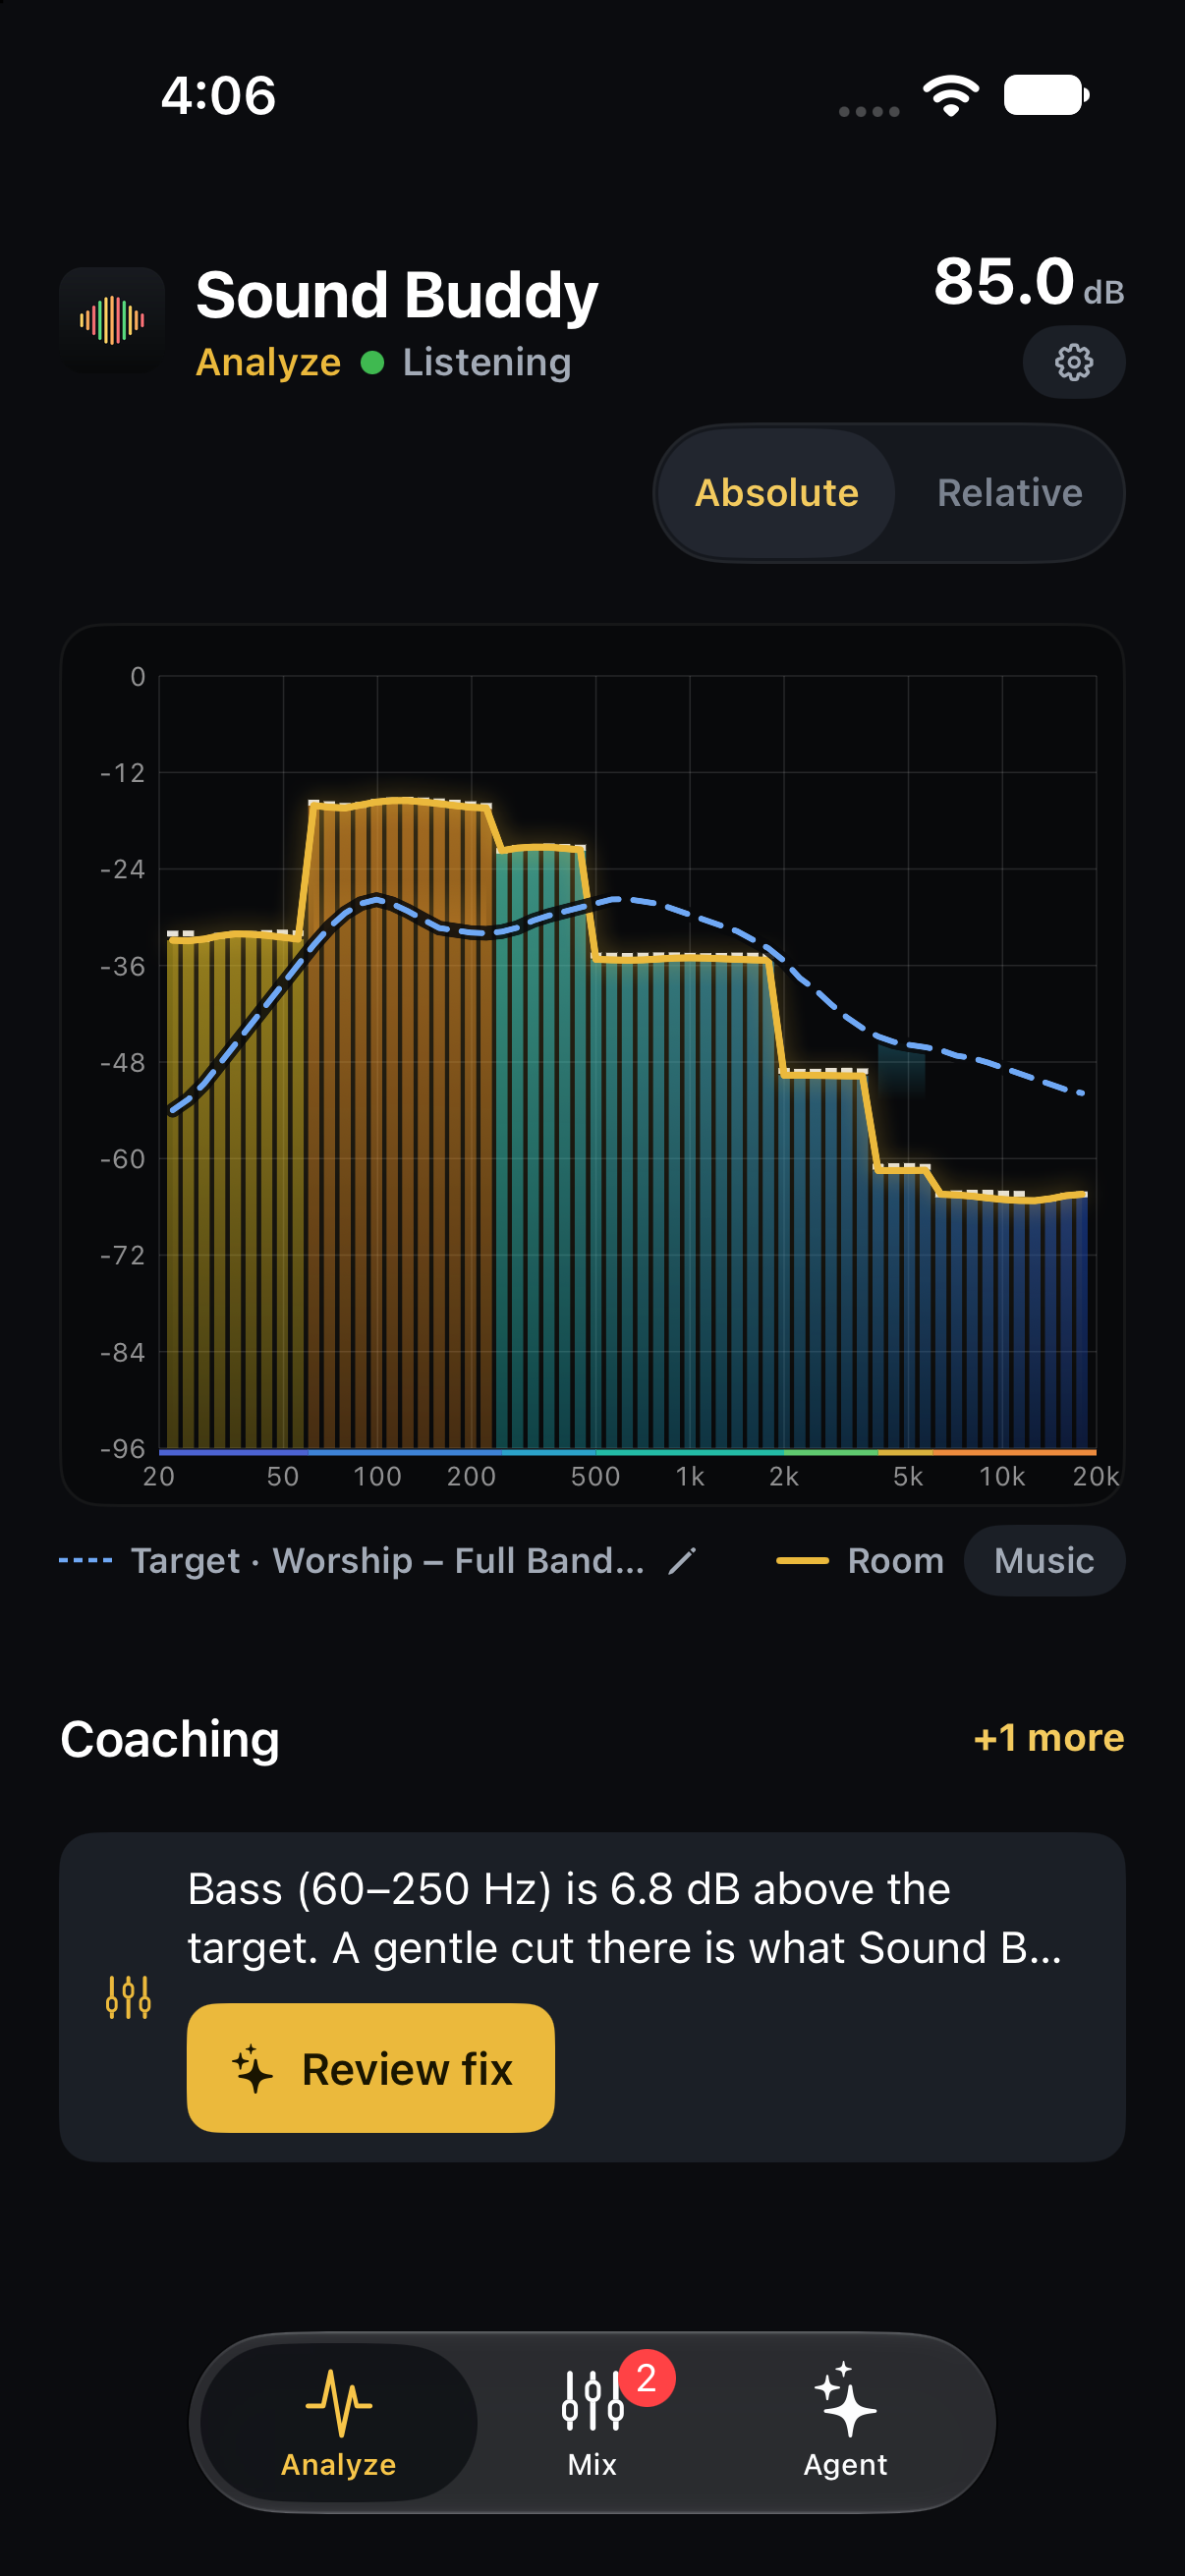 4:06
Sound Buddy
85.0 dB
Analyze Listening
Absolute Relative
0
-12
-24
-36
-48
-60
-72
-84
-96
20 50 100 200 500 1k 2k 5k 10k 20k
Target · Worship – Full Band... Room Music
Coaching +1 more
Bass (60–250 Hz) is 6.8 dB above the
target. A gentle cut there is what Sound B...
Review fix
2
Analyze Mix Agent